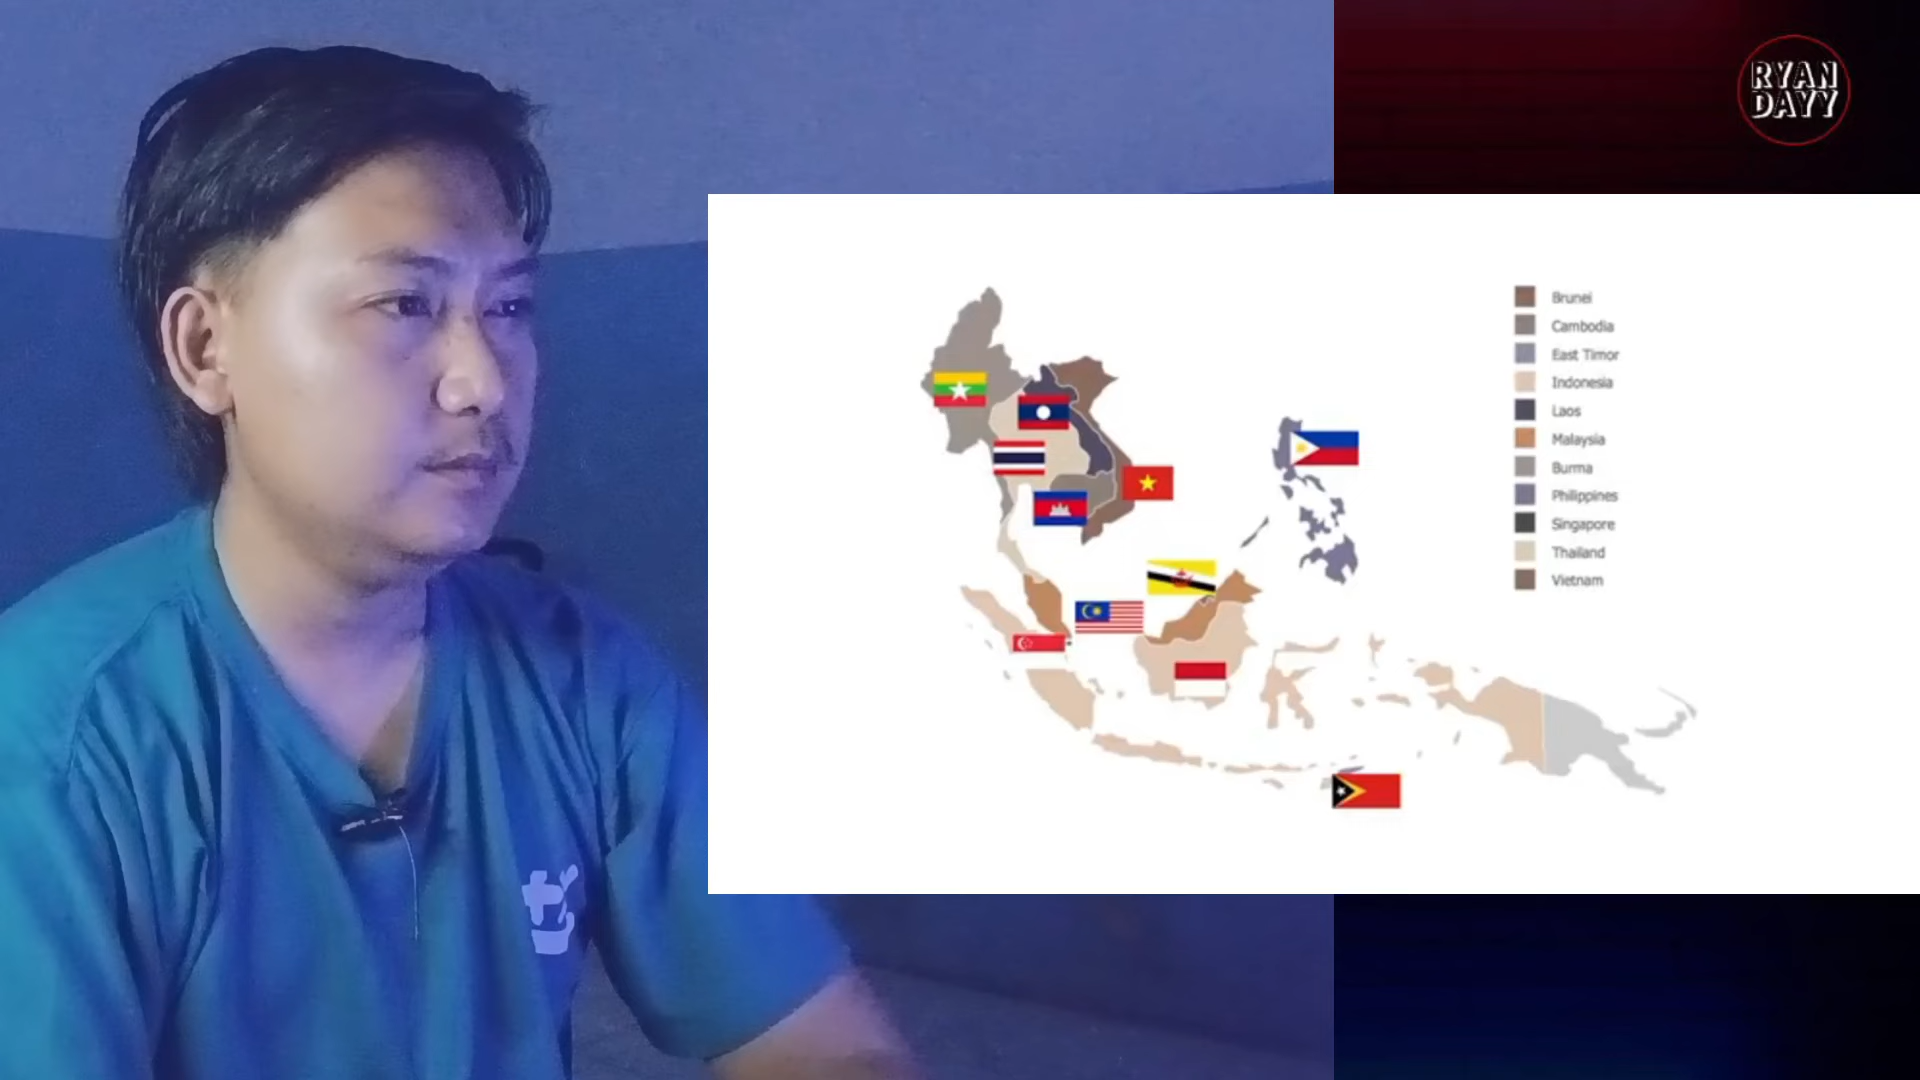 RYAN
DAYY
Brunei
Cambodia
East Timor
Indonesia
Laos
Malaysia
Burma
Philippines
Singapore
Thailand
Vietnam